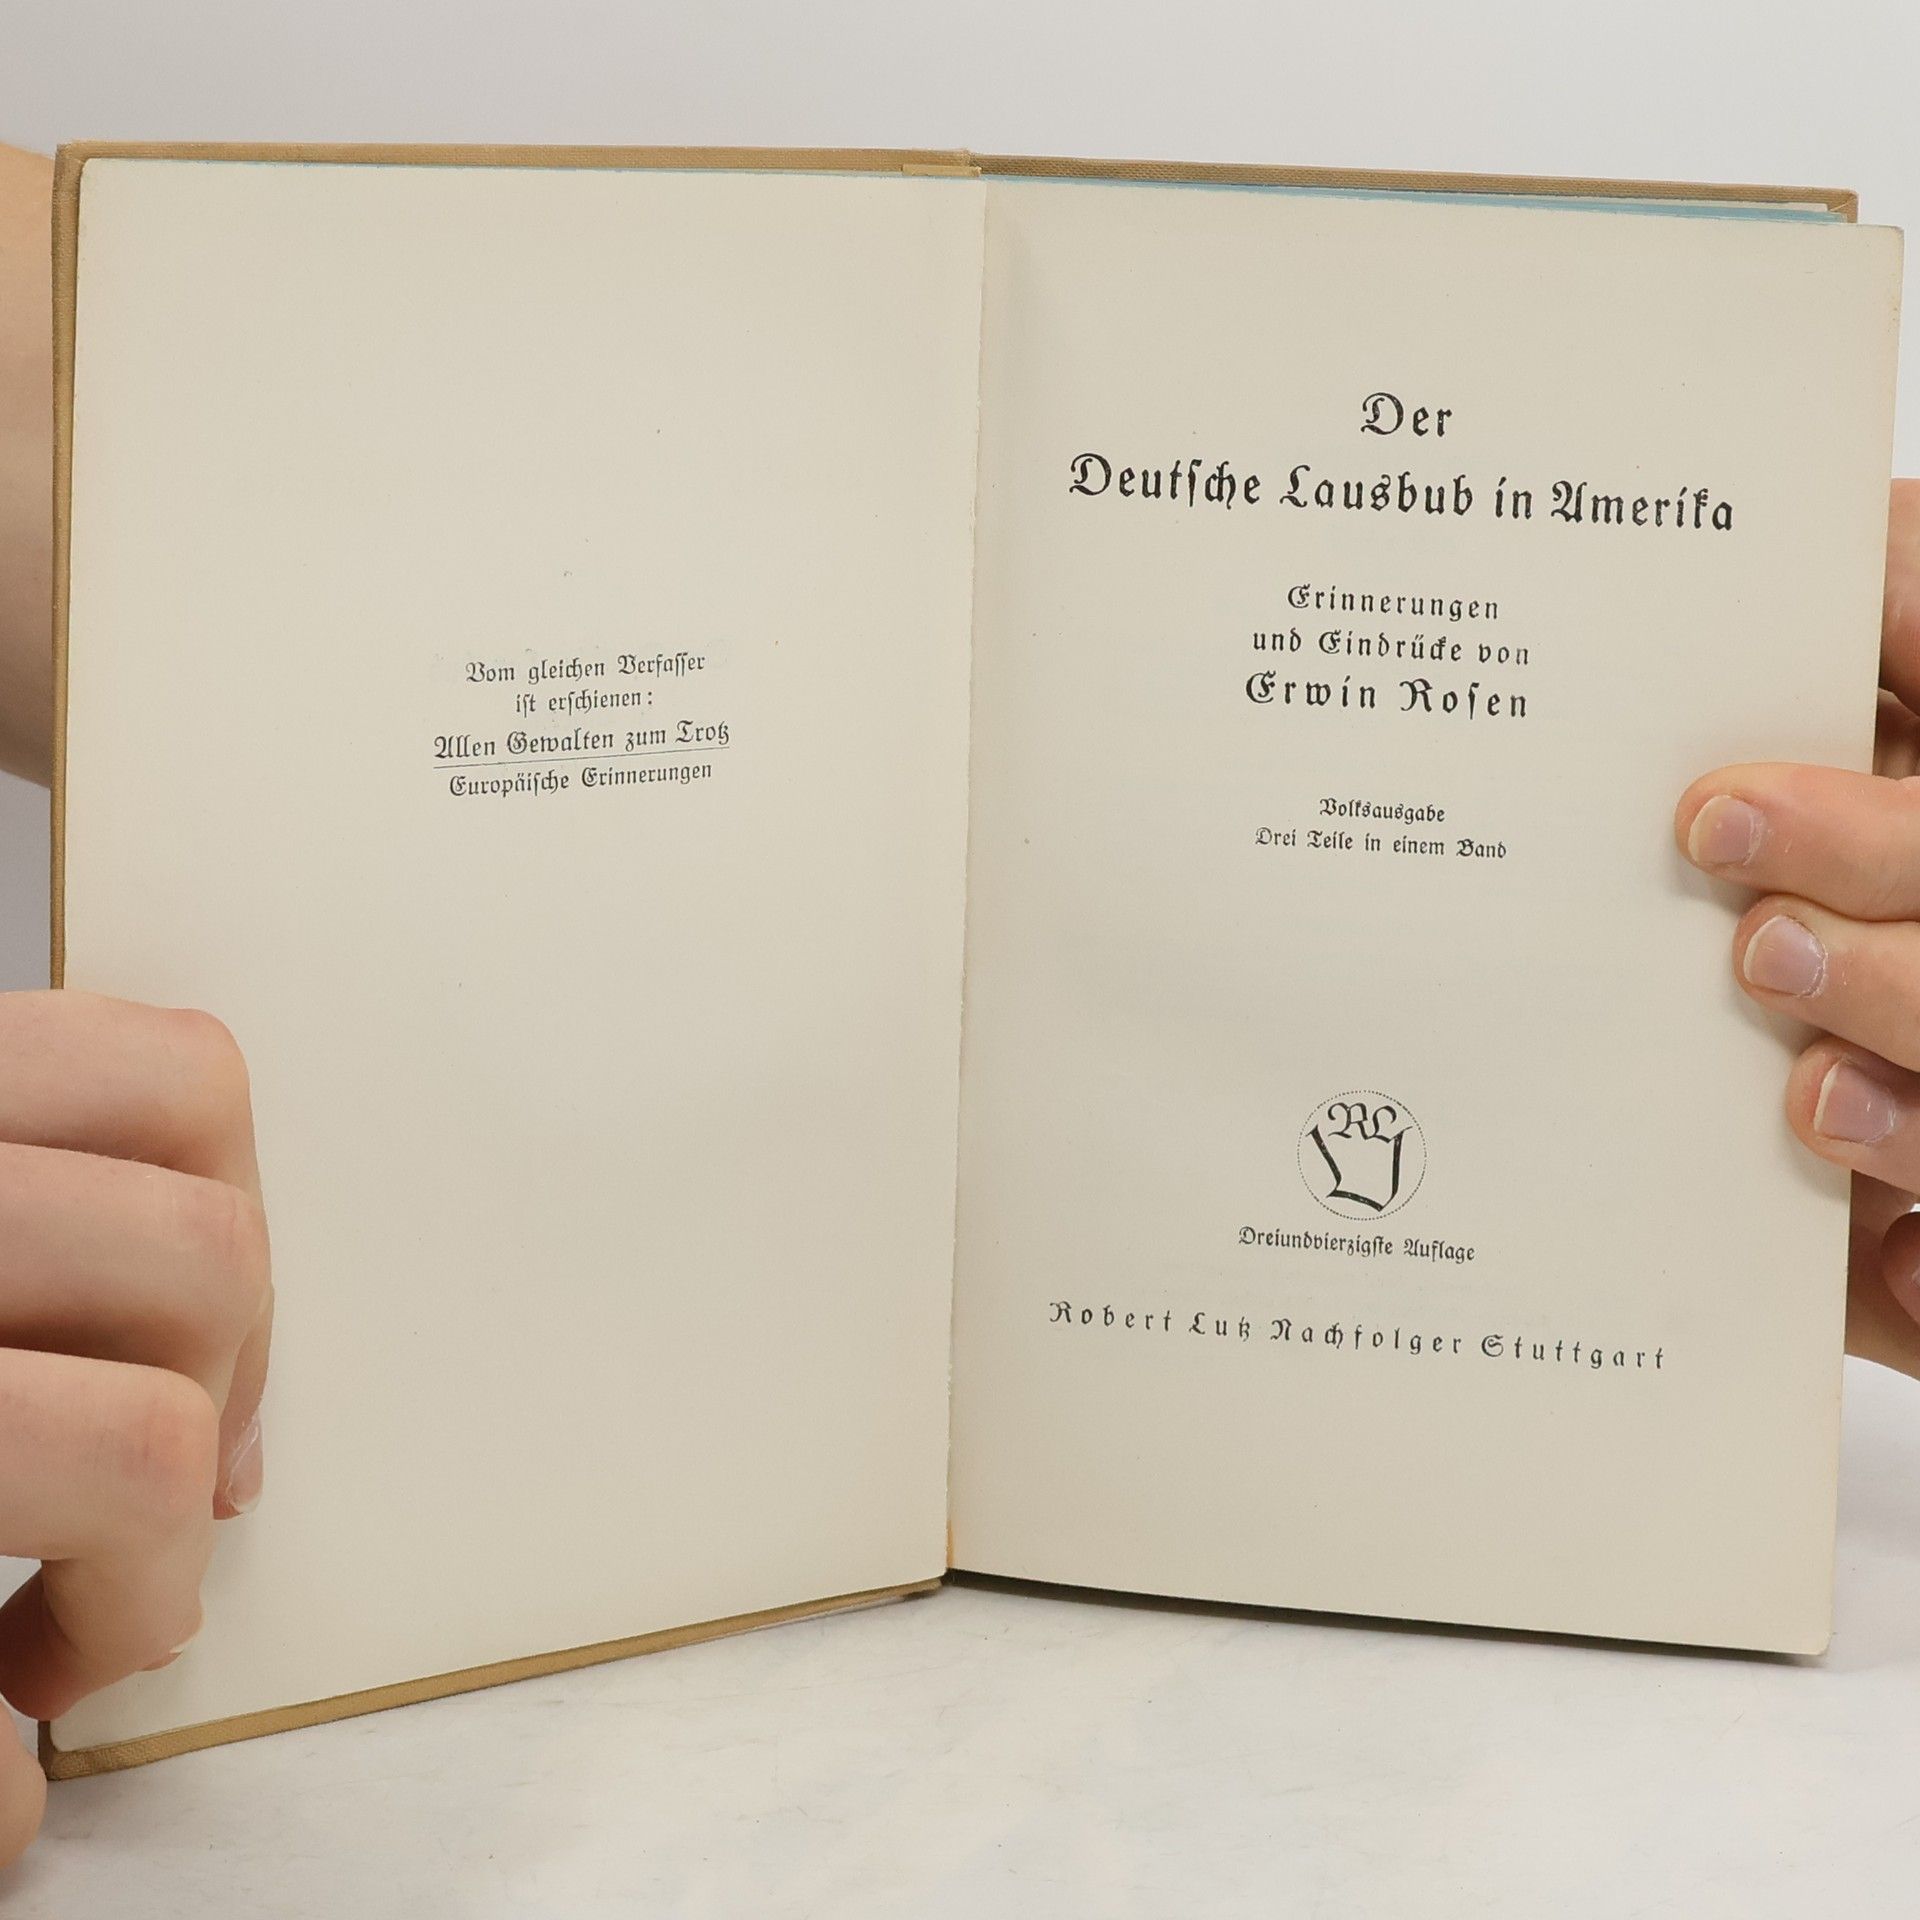 Vom gleichen Verfasser
ist erschienen:
Allen Gewalten zum Trotz
Europäische Erinnerungen
Der
Deutsche Lausbub in Amerika
Erinnerungen
und Eindrücke von
Erwin Rosen
Volksausgabe
Drei Teile in einem Band
RL
Dreiundvierzigste Auflage
Robert Lutz Nachfolger Stuttgart